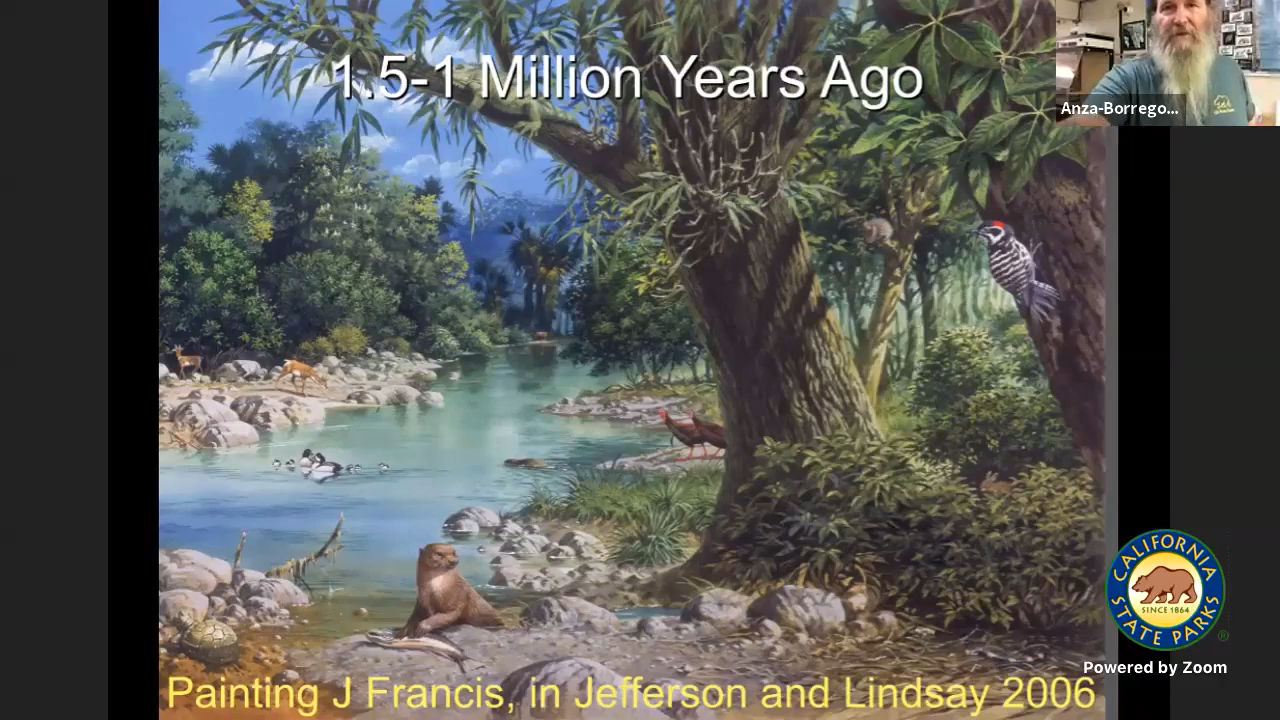 1.5-1 Million Years Ago
Anza-Borrego...
CALIFORNIA
SINCE 1864
STATE PARKS
®
Powered by Zoom
Painting J Francis, in Jefferson and Lindsay 2006